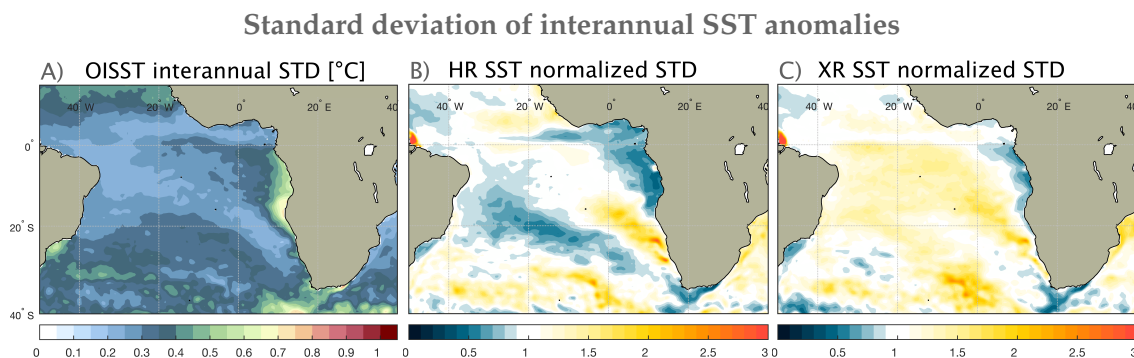 Standard deviation of interannual SST anomalies
A) OISST interannual STD [°C]
B) HR SST normalized STD
C) XR SST normalized STD
40° W 20° W 0° 20° E 40
40° W 20° W 0° 20° E 40
40° W 20° W 0° 20° E 40
0°
20° S
40° S
0 0.1 0.2 0.3 0.4 0.5 0.6 0.7 0.8 0.9 1
0 0.5 1 1.5 2 2.5 3.0
0 0.5 1 1.5 2 2.5 3.